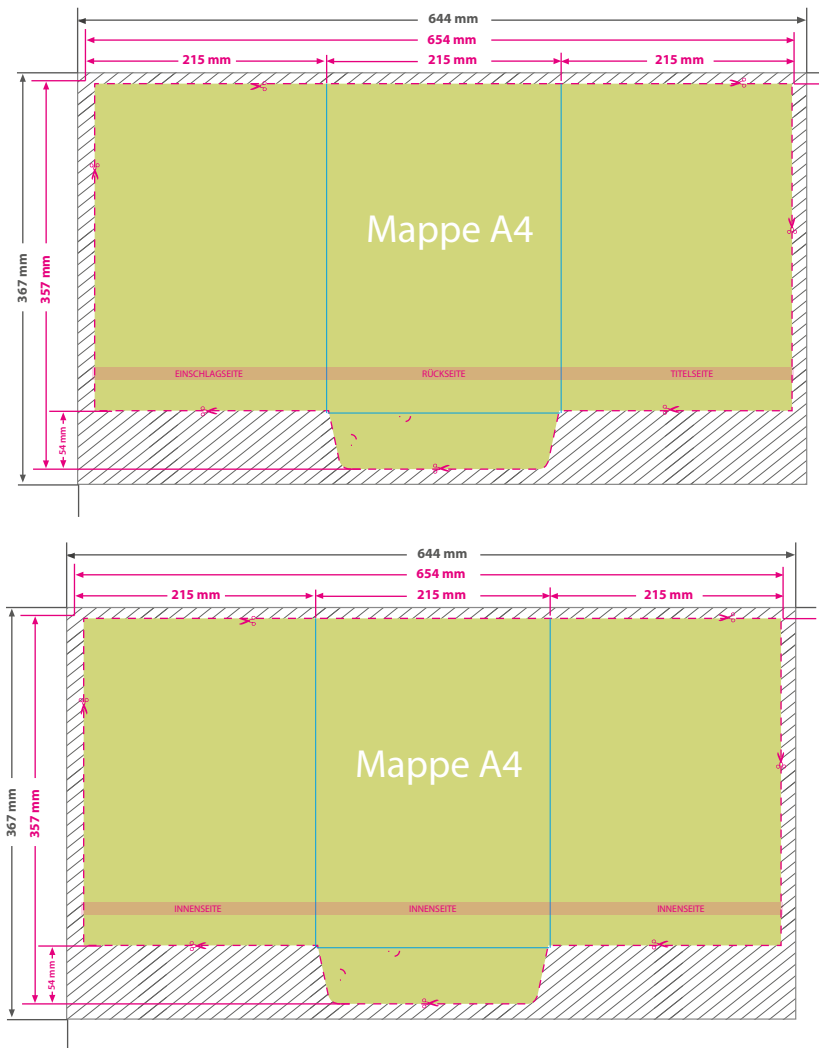 644 mm
654 mm
215 mm 215 mm 215 mm
367 mm
357 mm
Mappe A4
EINSCHLAGSEITE RÜCKSEITE TITELSEITE
54 mm
644 mm
654 mm
215 mm 215 mm 215 mm
367 mm
357 mm
Mappe A4
INNENSEITE INNENSEITE INNENSEITE
54 mm